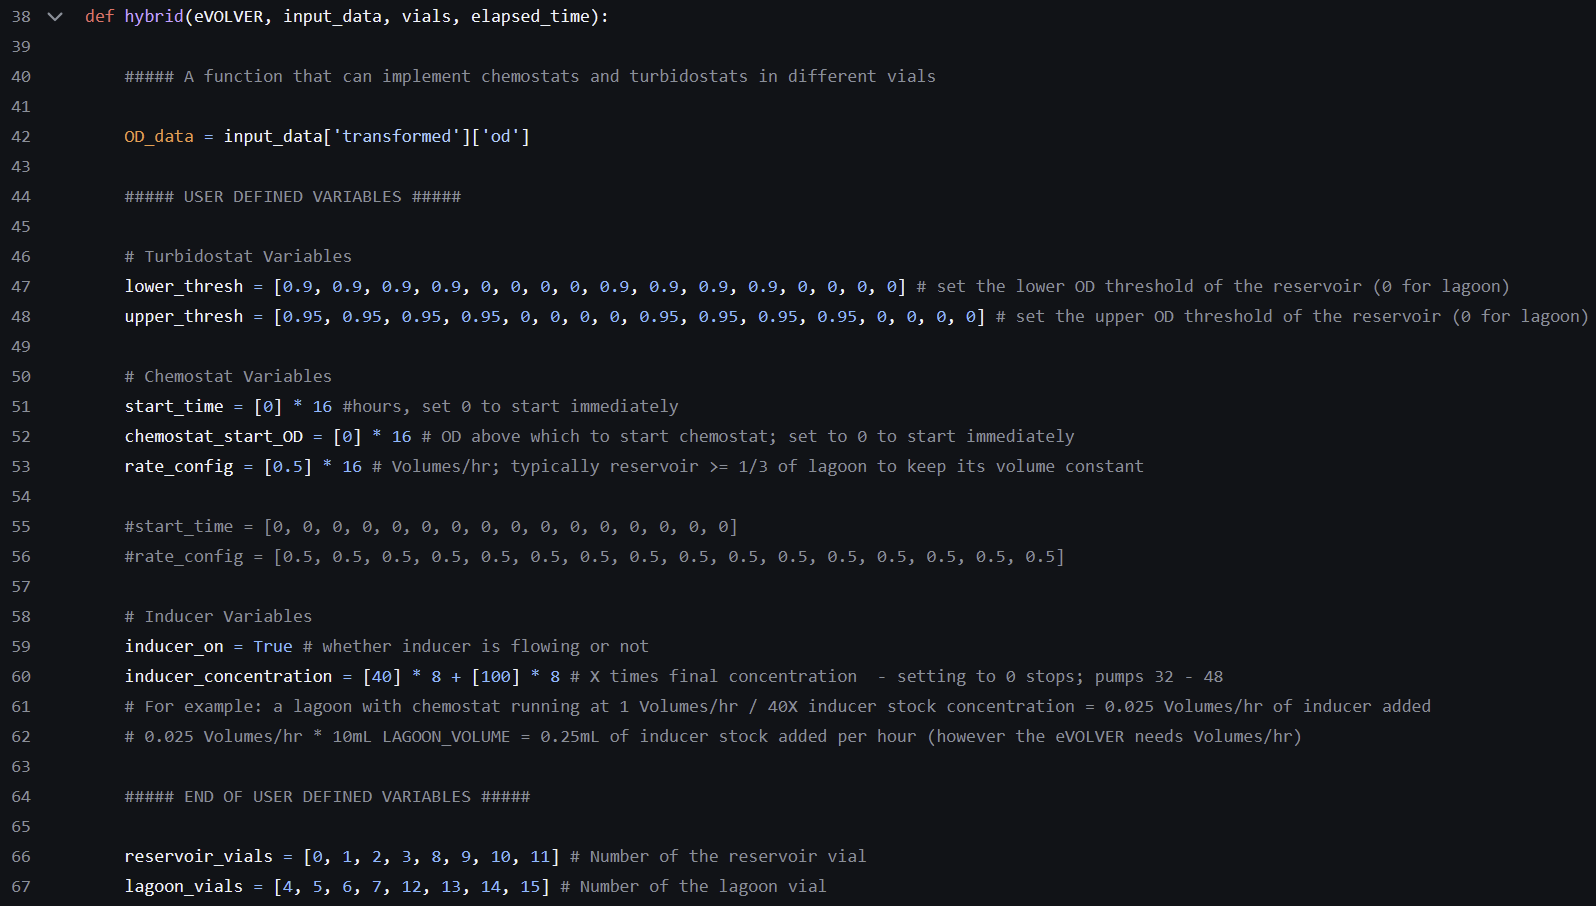 38 def hybrid(eVOLVER, input_data, vials, elapsed_time):
39
40 ##### A function that can implement chemostats and turbidostats in different vials
41
42 OD_data = input_data['transformed']['od']
43
44 ##### USER DEFINED VARIABLES #####
45
46 # Turbidostat Variables
47 lower_thresh = [0.9, 0.9, 0.9, 0.9, 0, 0, 0, 0, 0.9, 0.9, 0.9, 0.9, 0, 0, 0, 0] # set the lower OD threshold of the reservoir (0 for lagoon)
48 upper_thresh = [0.95, 0.95, 0.95, 0.95, 0, 0, 0, 0, 0.95, 0.95, 0.95, 0.95, 0, 0, 0, 0] # set the upper OD threshold of the reservoir (0 for lagoon)
49
50 # Chemostat Variables
51 start_time = [0] * 16 #hours, set 0 to start immediately
52 chemostat_start_OD = [0] * 16 # OD above which to start chemostat; set to 0 to start immediately
53 rate_config = [0.5] * 16 # Volumes/hr; typically reservoir >= 1/3 of lagoon to keep its volume constant
54
55 #start_time = [0, 0, 0, 0, 0, 0, 0, 0, 0, 0, 0, 0, 0, 0, 0, 0]
56 #rate_config = [0.5, 0.5, 0.5, 0.5, 0.5, 0.5, 0.5, 0.5, 0.5, 0.5, 0.5, 0.5, 0.5, 0.5, 0.5, 0.5]
57
58 # Inducer Variables
59 inducer_on = True # whether inducer is flowing or not
60 inducer_concentration = [40] * 8 + [100] * 8 # X times final concentration  - setting to 0 stops; pumps 32 - 48
61 # For example: a lagoon with chemostat running at 1 Volumes/hr / 40X inducer stock concentration = 0.025 Volumes/hr of inducer added
62 # 0.025 Volumes/hr * 10mL LAGOON_VOLUME = 0.25mL of inducer stock added per hour (however the eVOLVER needs Volumes/hr)
63
64 ##### END OF USER DEFINED VARIABLES #####
65
66 reservoir_vials = [0, 1, 2, 3, 8, 9, 10, 11] # Number of the reservoir vial
67 lagoon_vials = [4, 5, 6, 7, 12, 13, 14, 15] # Number of the lagoon vial